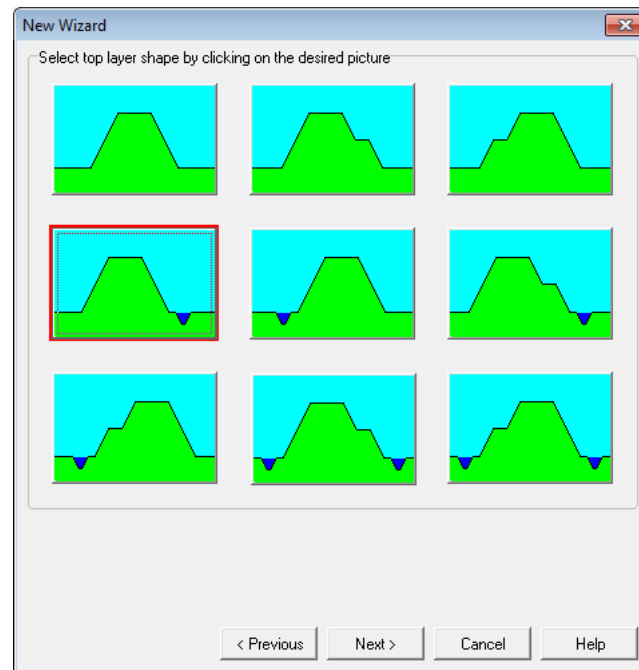 New Wizard
Select top layer shape by clicking on the desired picture
< Previous
Next >
Cancel
Help